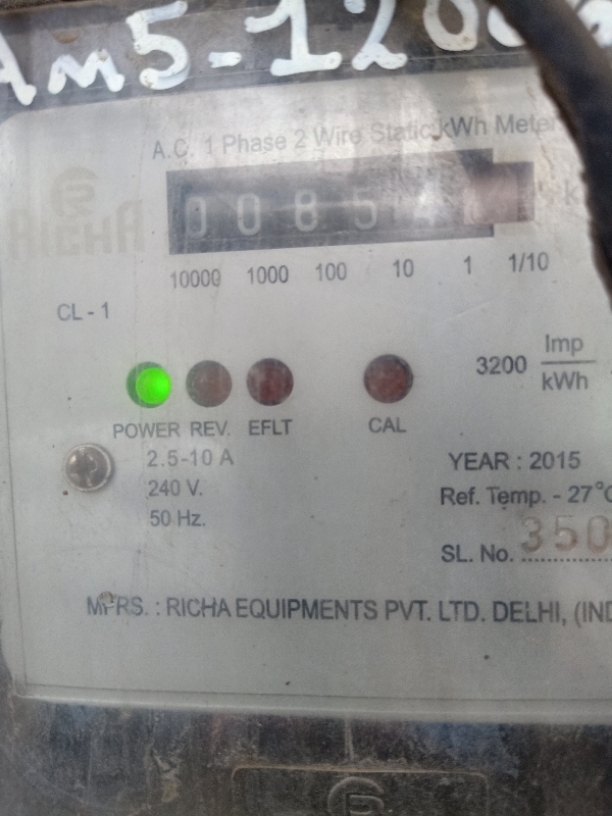 Am5-120
A.C. 1 Phase 2 Wire Static kWh Meter
RICHA
0 0 8 5
10000 1000 100 10 1 1/10
CL - 1
3200 Imp
kWh
POWER REV. EFLT CAL
2.5-10 A
240 V.
50 Hz.
YEAR : 2015
Ref. Temp. - 27°C
SL. No. 350
MFRS. : RICHA EQUIPMENTS PVT. LTD. DELHI, (IND